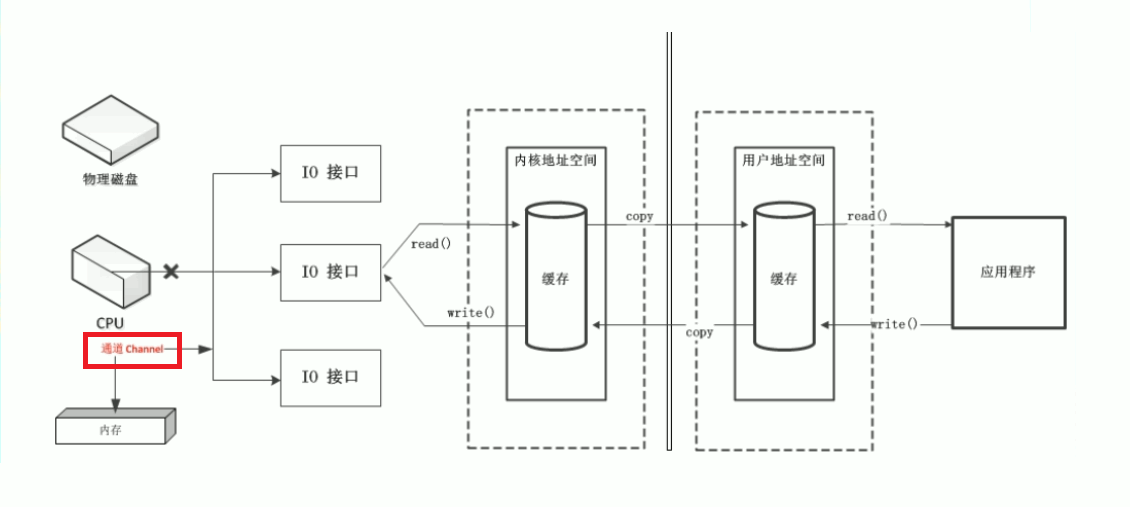 物理磁盘
CPU
通道 Channel
内存
IO 接口
IO 接口
IO 接口
read()
write()
内核地址空间
缓存
copy
copy
用户地址空间
缓存
read()
write()
应用程序